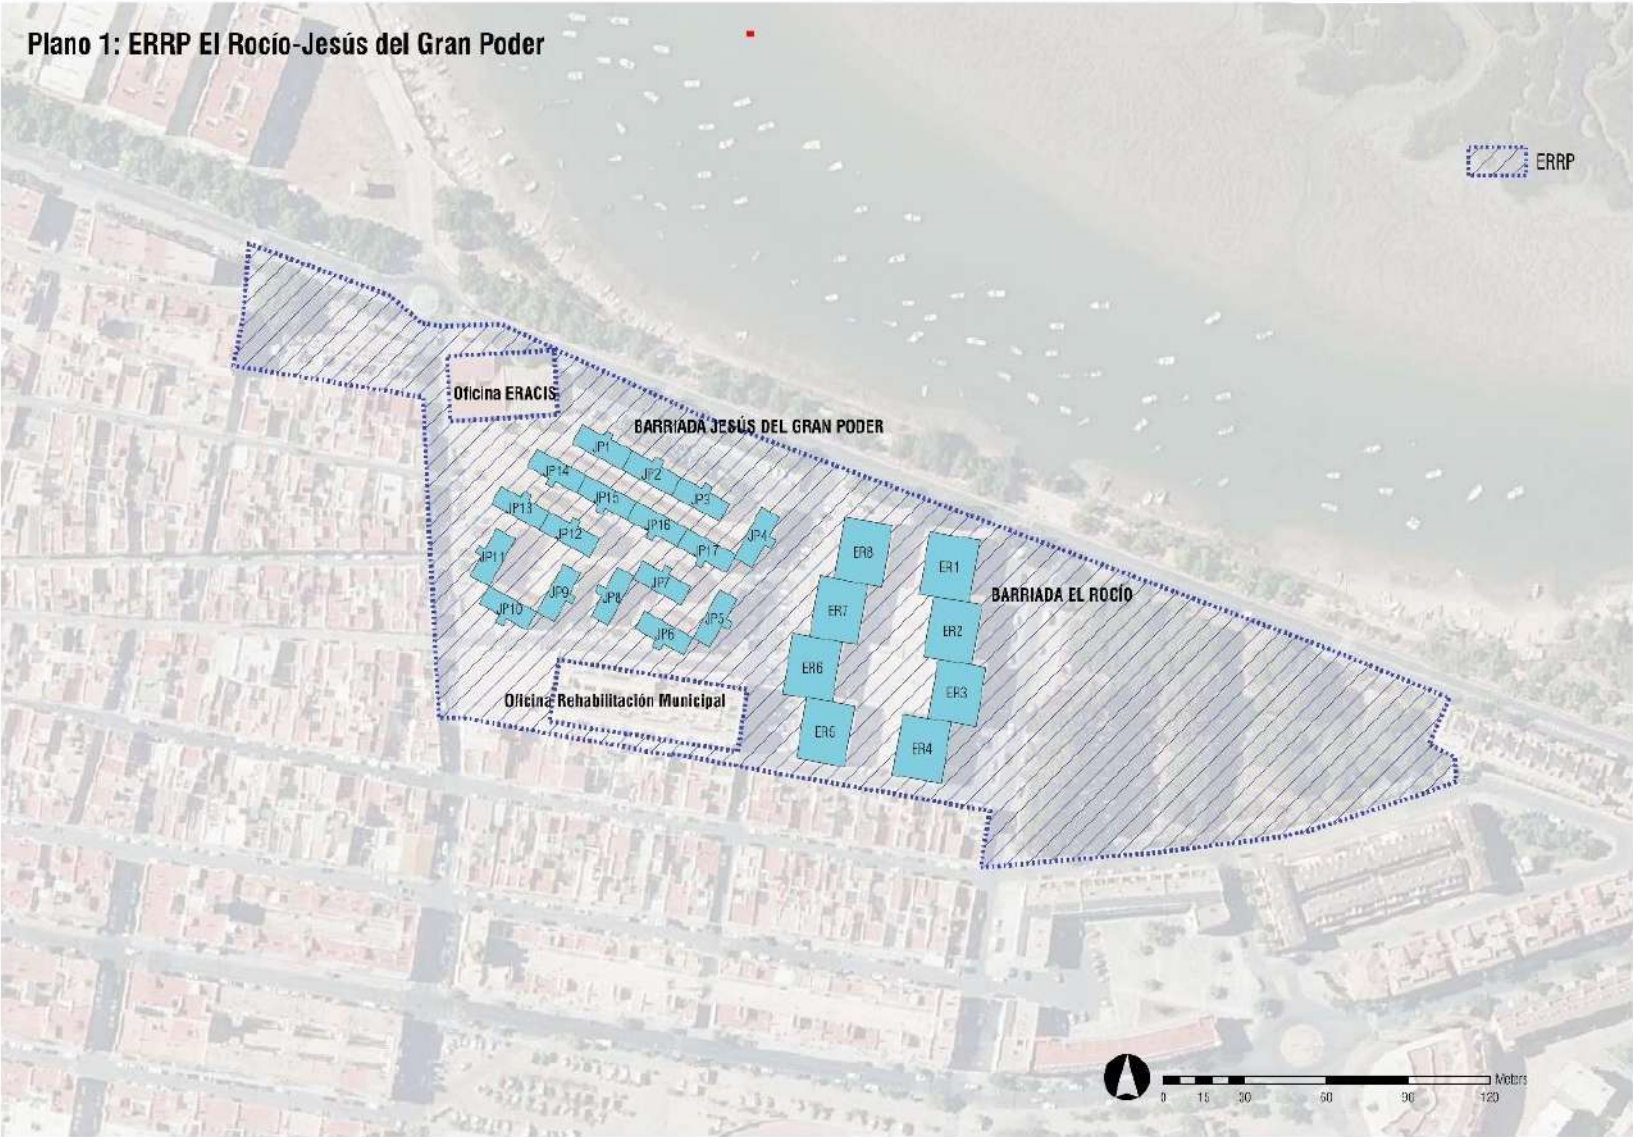 Plano 1: ERRP El Rocío-Jesús del Gran Poder
ERRP
Oficina ERACIS
BARRIADA JESÚS DEL GRAN PODER
JP1
JP14
JP2
JP15
JP3
JP13
JP16
JP12
JP4
JP17
JP11
JP7
JP9
JP8
JP10
JP5
JP6
ER8
ER1
BARRIADA EL ROCÍO
ER7
ER2
ER6
ER3
Oficina Rehabilitación Municipal
ER5
ER4
Meters
0 15 30 60 90 120